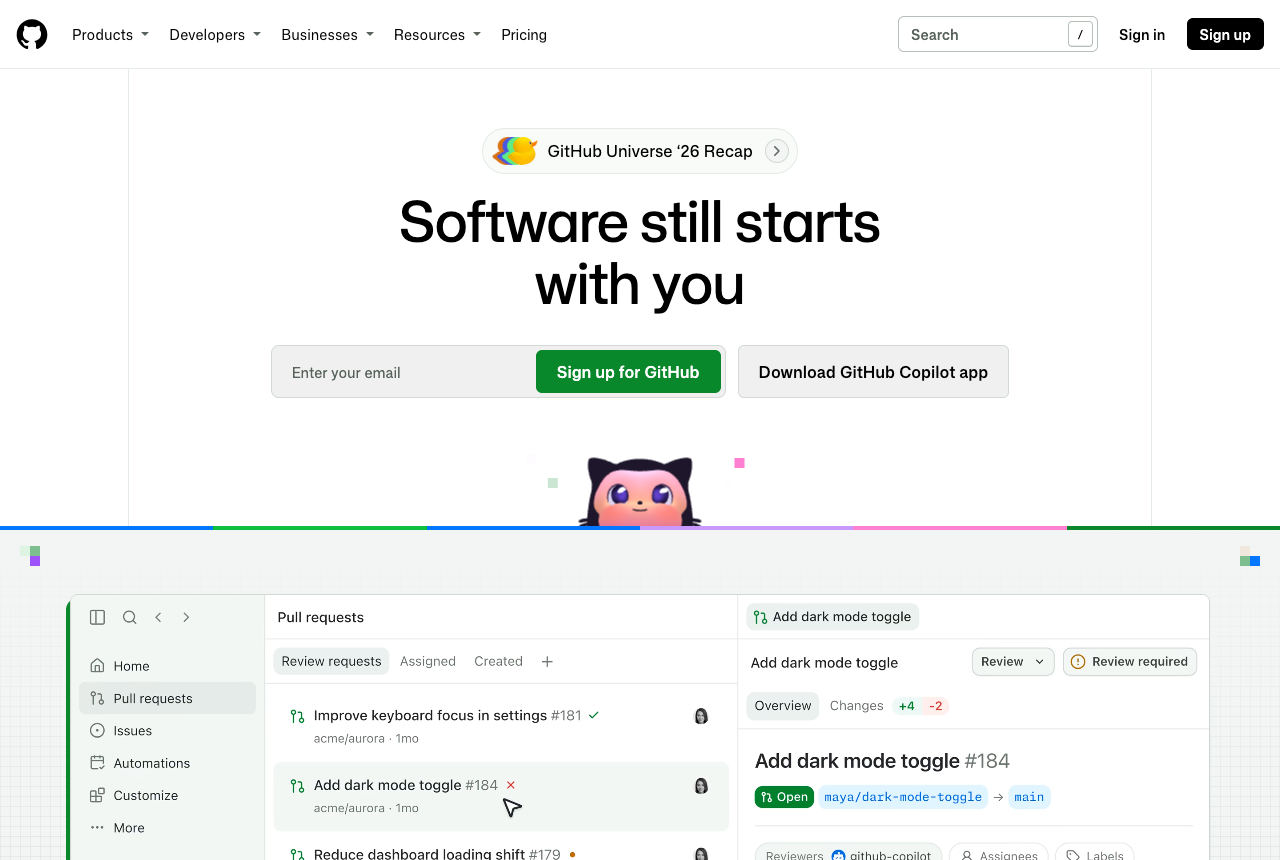 Products Developers Businesses Resources Pricing Search / Sign in Sign up
GitHub Universe ‘26 Recap
Software still starts
with you
Enter your email Sign up for GitHub Download GitHub Copilot app
Pull requests Add dark mode toggle
Home
Pull requests
Issues
Automations
Customize
More
Review requests Assigned Created +
Improve keyboard focus in settings #181
acme/aurora · 1mo
Add dark mode toggle #184
acme/aurora · 1mo
Reduce dashboard loading shift #179
Add dark mode toggle Review Review required
Overview Changes +4 -2
Add dark mode toggle #184
Open maya/dark-mode-toggle → main
Reviewers github-copilot Assignees Labels